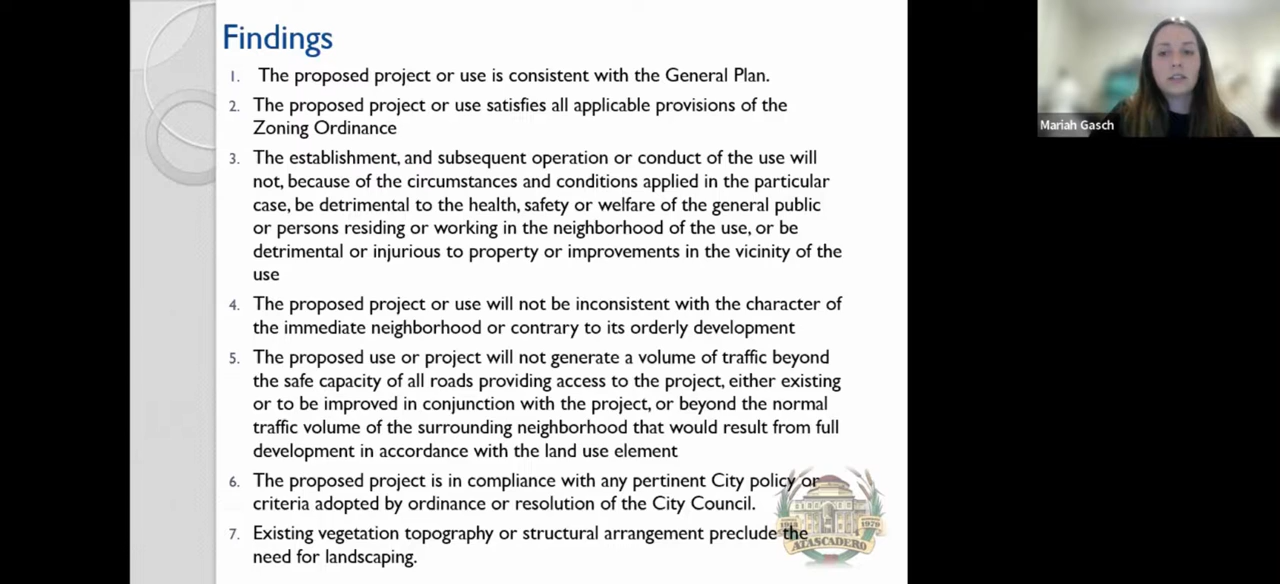 Findings
1. The proposed project or use is consistent with the General Plan.
2. The proposed project or use satisfies all applicable provisions of the
Zoning Ordinance
3. The establishment, and subsequent operation or conduct of the use will
not, because of the circumstances and conditions applied in the particular
case, be detrimental to the health, safety or welfare of the general public
or persons residing or working in the neighborhood of the use, or be
detrimental or injurious to property or improvements in the vicinity of the
use
4. The proposed project or use will not be inconsistent with the character of
the immediate neighborhood or contrary to its orderly development
5. The proposed use or project will not generate a volume of traffic beyond
the safe capacity of all roads providing access to the project, either existing
or to be improved in conjunction with the project, or beyond the normal
traffic volume of the surrounding neighborhood that would result from full
development in accordance with the land use element
6. The proposed project is in compliance with any pertinent City policy or
criteria adopted by ordinance or resolution of the City Council.
7. Existing vegetation topography or structural arrangement preclude the
need for landscaping.
1913 1979
ATASCADERO
Mariah Gasch